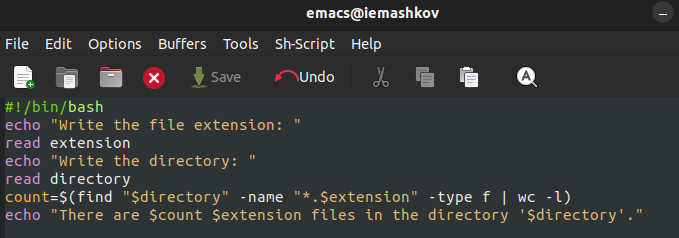 emacs@iemashkov
File Edit Options Buffers Tools Sh-Script Help
Save Undo
#!/bin/bash
echo "Write the file extension: "
read extension
echo "Write the directory: "
read directory
count=$(find "$directory" -name "*.$extension" -type f | wc -l)
echo "There are $count $extension files in the directory '$directory'."